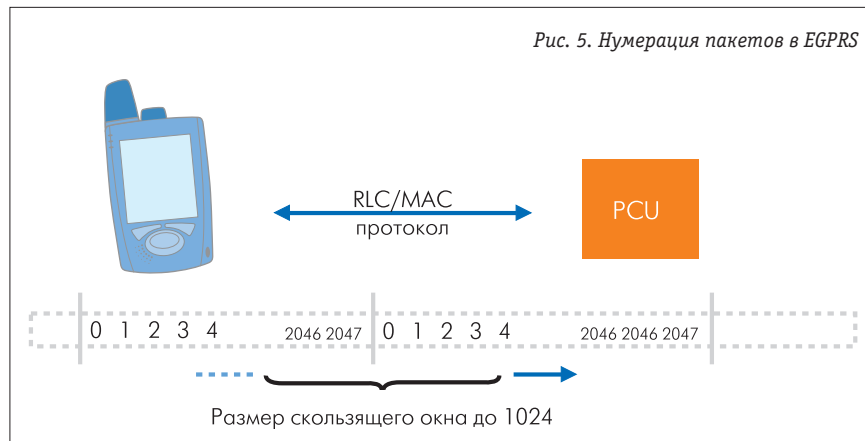 Рис. 5. Нумерация пакетов в EGPRS
RLC/MAC
протокол
PCU
0 1 2 3 4 2046 2047 0 1 2 3 4 2046 2046 2047
Размер скользящего окна до 1024